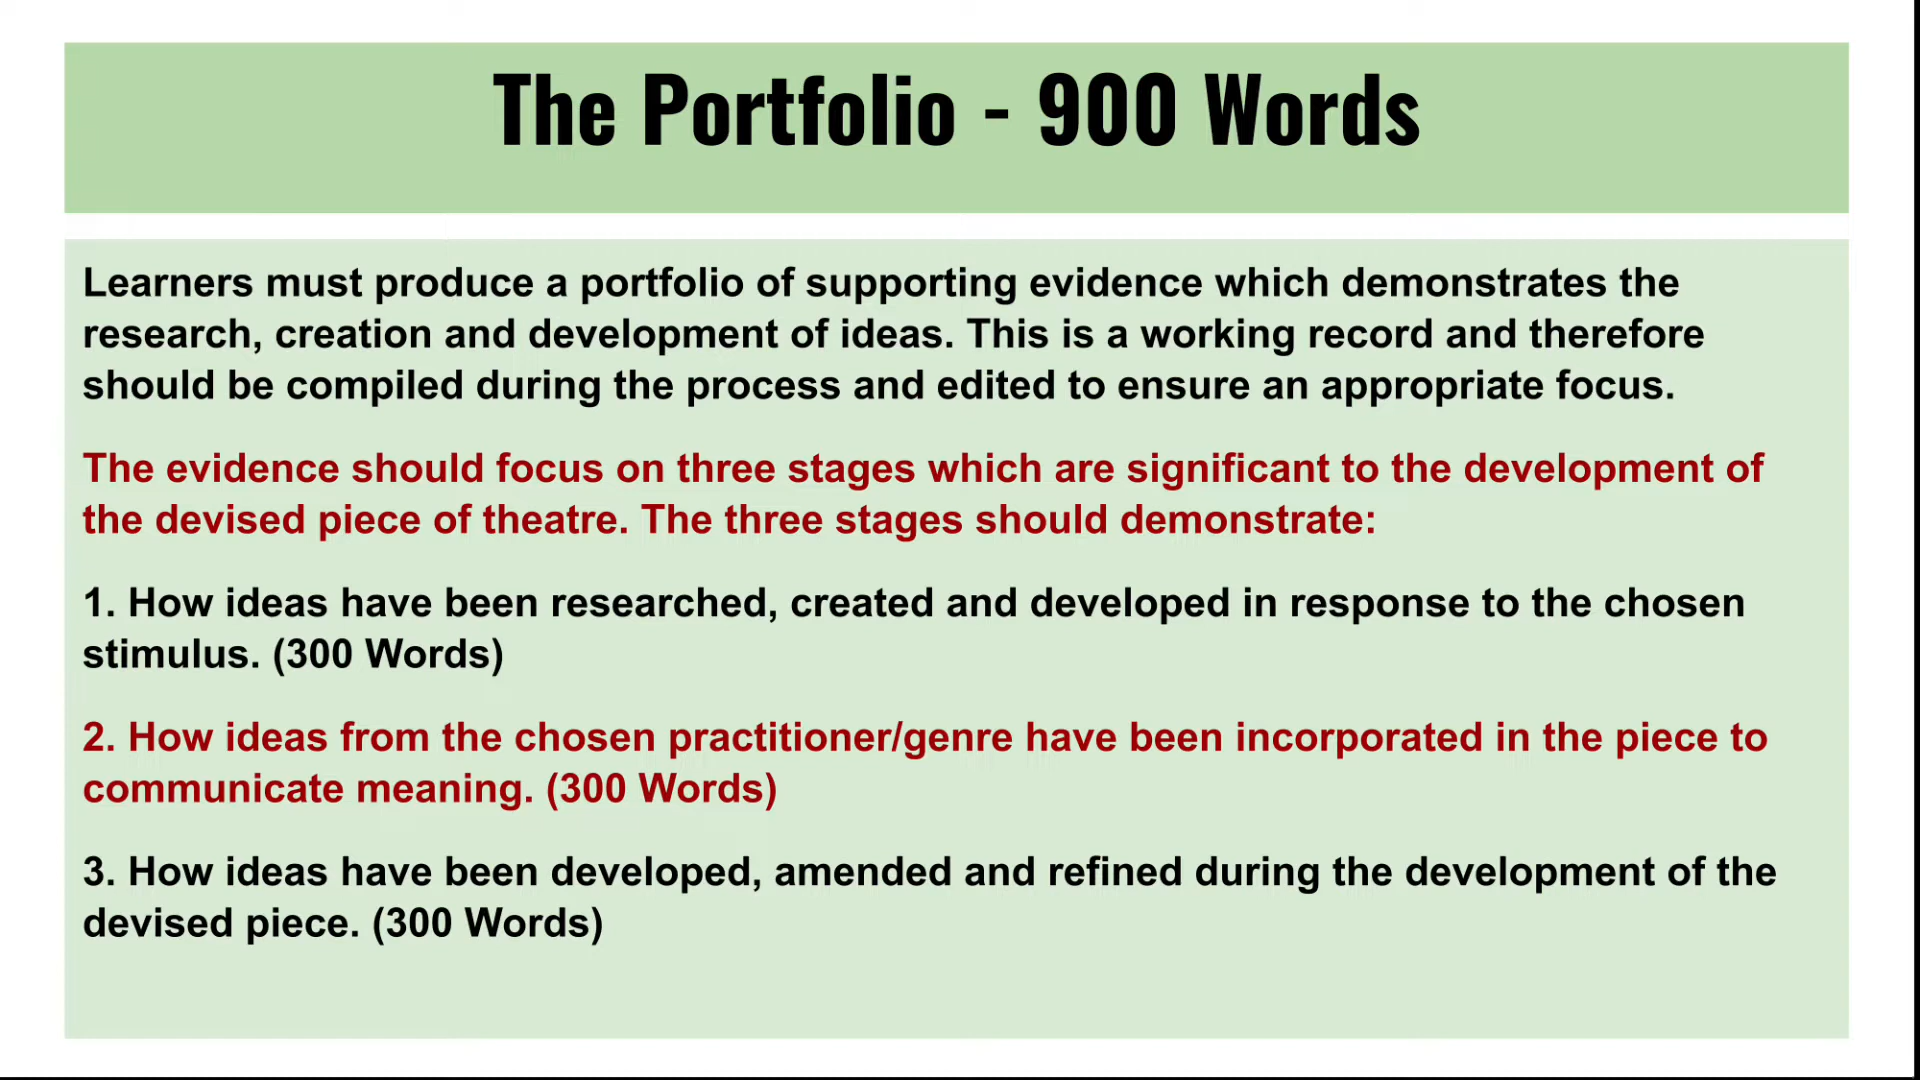 The Portfolio - 900 Words
Learners must produce a portfolio of supporting evidence which demonstrates the
research, creation and development of ideas. This is a working record and therefore
should be compiled during the process and edited to ensure an appropriate focus.
The evidence should focus on three stages which are significant to the development of
the devised piece of theatre. The three stages should demonstrate:
1. How ideas have been researched, created and developed in response to the chosen
stimulus. (300 Words)
2. How ideas from the chosen practitioner/genre have been incorporated in the piece to
communicate meaning. (300 Words)
3. How ideas have been developed, amended and refined during the development of the
devised piece. (300 Words)